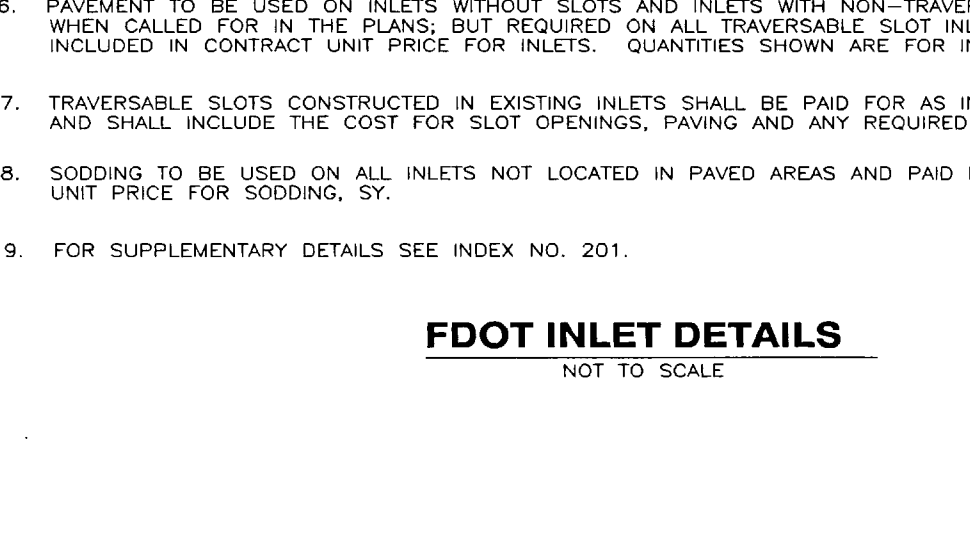 6. PAVEMENT TO BE USED ON INLETS WITHOUT SLOTS AND INLETS WITH
WHEN CALLED FOR IN THE PLANS; BUT REQUIRED ON ALL TRAVERSABLE SLOT
INCLUDED IN CONTRACT UNIT PRICE FOR INLETS. QUANTITIES SHOWN ARE FOR
7. TRAVERSABLE SLOTS CONSTRUCTED IN EXISTING INLETS SHALL BE PAID FOR AS
AND SHALL INCLUDE THE COST FOR SLOT OPENINGS, PAVING AND ANY REQUIRED
8. SODDING TO BE USED ON ALL INLETS NOT LOCATED IN PAVED AREAS AND PAID
UNIT PRICE FOR SODDING, SY.
9. FOR SUPPLEMENTARY DETAILS SEE INDEX NO. 201.
FDOT INLET DETAILS
NOT TO SCALE